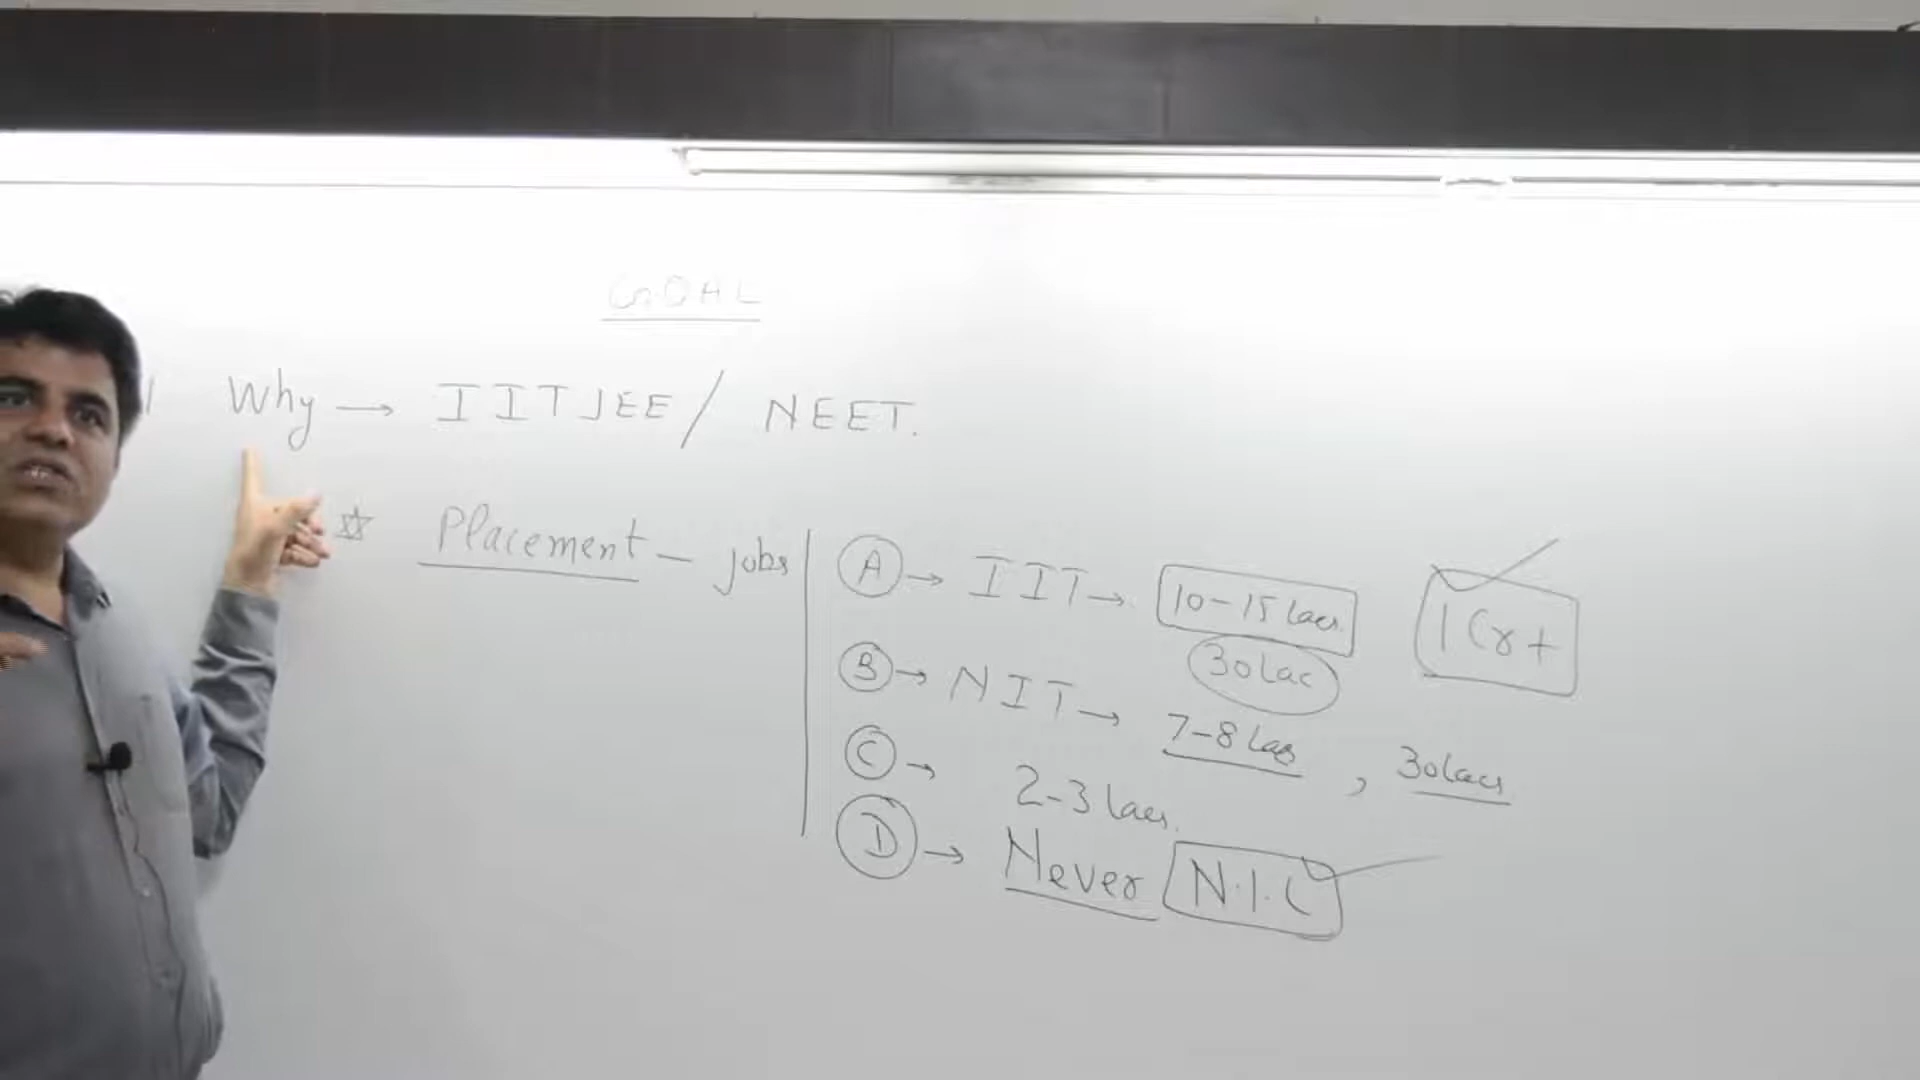 GOAL
1 Why → IITJEE / NEET.
☆ Placement – jobs
A → IIT → 10-15 lacs. 1 Cr+
30 Lac
B → NIT → 7-8 Lacs, 30 Lacs
C → 2-3 lacs.
D → Never N.I.C